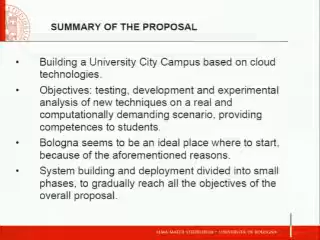 SUMMARY OF THE PROPOSAL
• Building a University City Campus based on cloud
technologies.
• Objectives: testing, development and experimental
analysis of new techniques on a real and
computationally demanding scenario, providing
competences to students.
• Bologna seems to be an ideal place where to start,
because of the aforementioned reasons.
• System building and deployment divided into small
phases, to gradually reach all the objectives of the
overall proposal.
ALMA MATER STUDIORUM ~ UNIVERSITÀ DI BOLOGNA